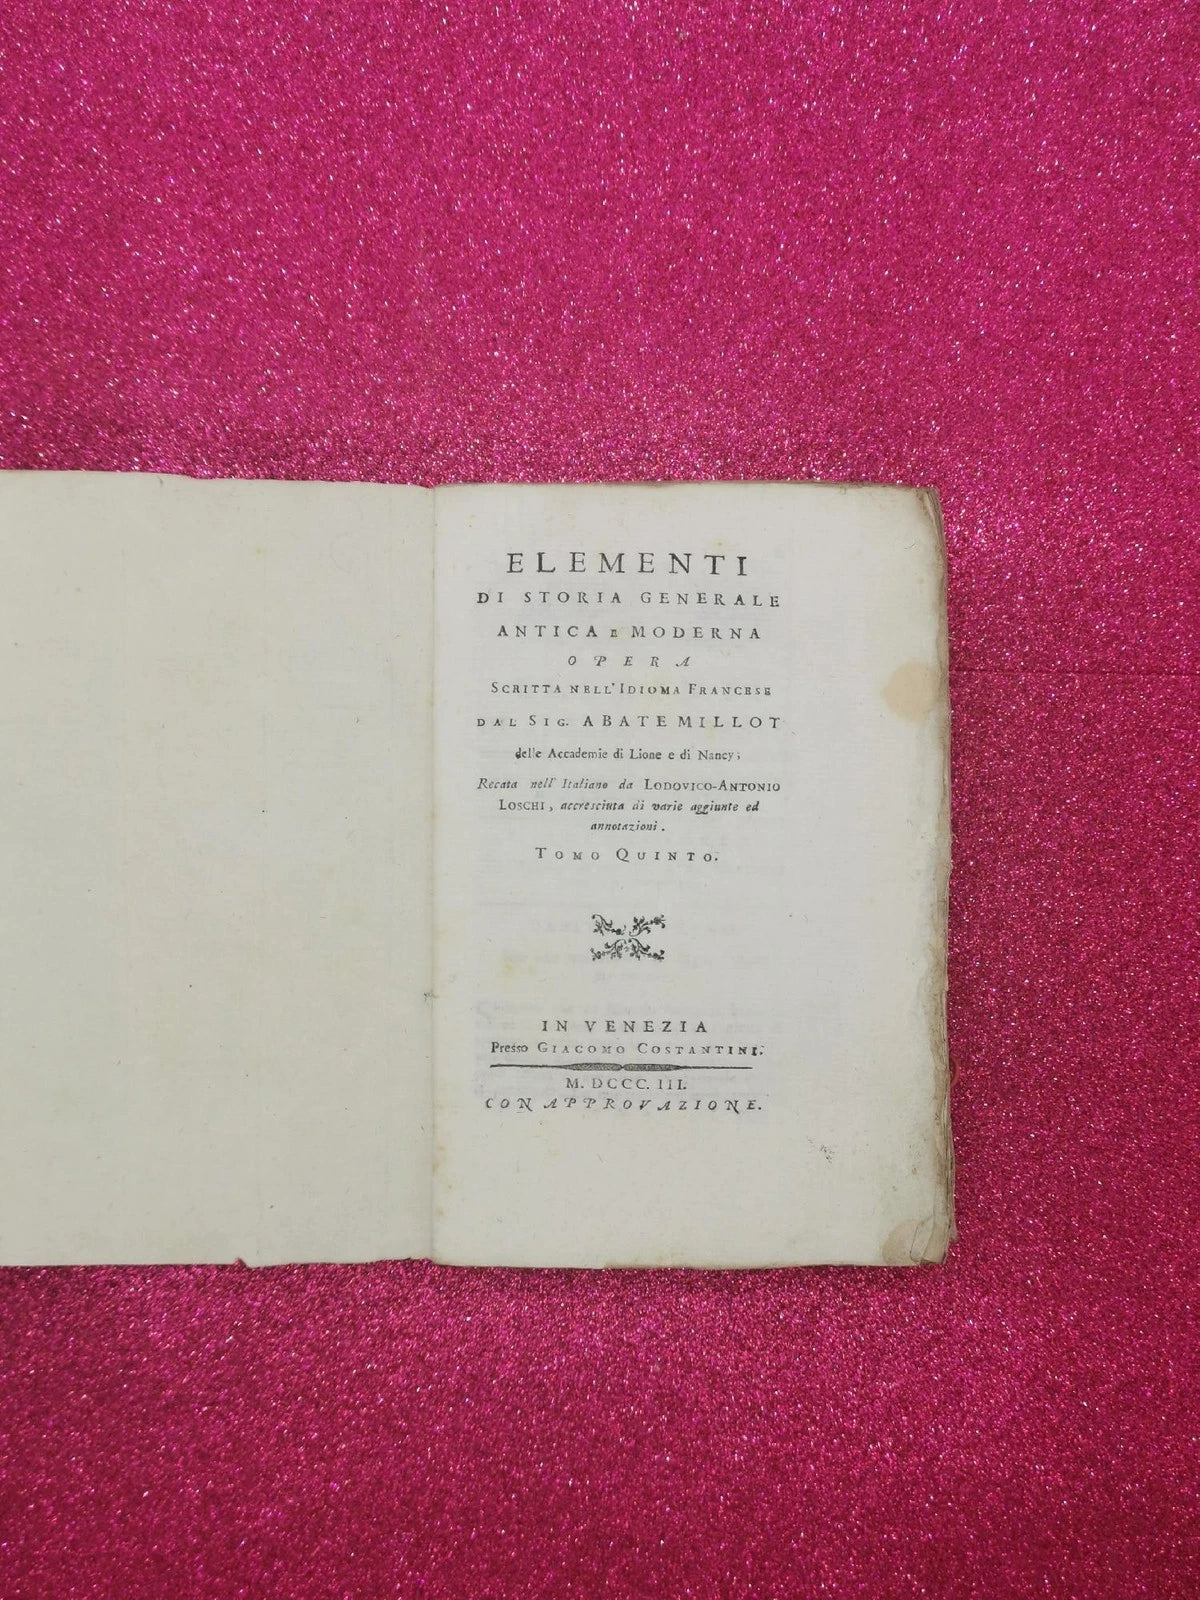 ELEMENTI
DI STORIA GENERALE
ANTICA E MODERNA
OPERA
SCRITTA NELL'IDIOMA FRANCESE
DAL SIG. ABATE MILLOT
delle Accademie di Lione e di Nancy;
Recata nell' Italiano da LODOVICO-ANTONIO
LOSCHI, accresciuta di varie aggiunte ed
annotazioni.
TOMO QUINTO.
IN VENEZIA
Presso GIACOMO COSTANTINI.
M. DCCC. III.
CON APPROVAZIONE.